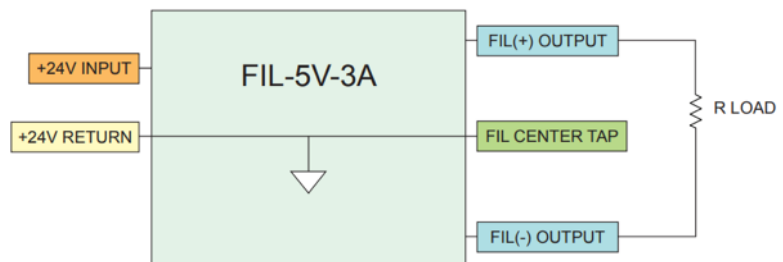 +24V INPUT
FIL-5V-3A
FIL(+) OUTPUT
R LOAD
+24V RETURN
FIL CENTER TAP
FIL(-) OUTPUT